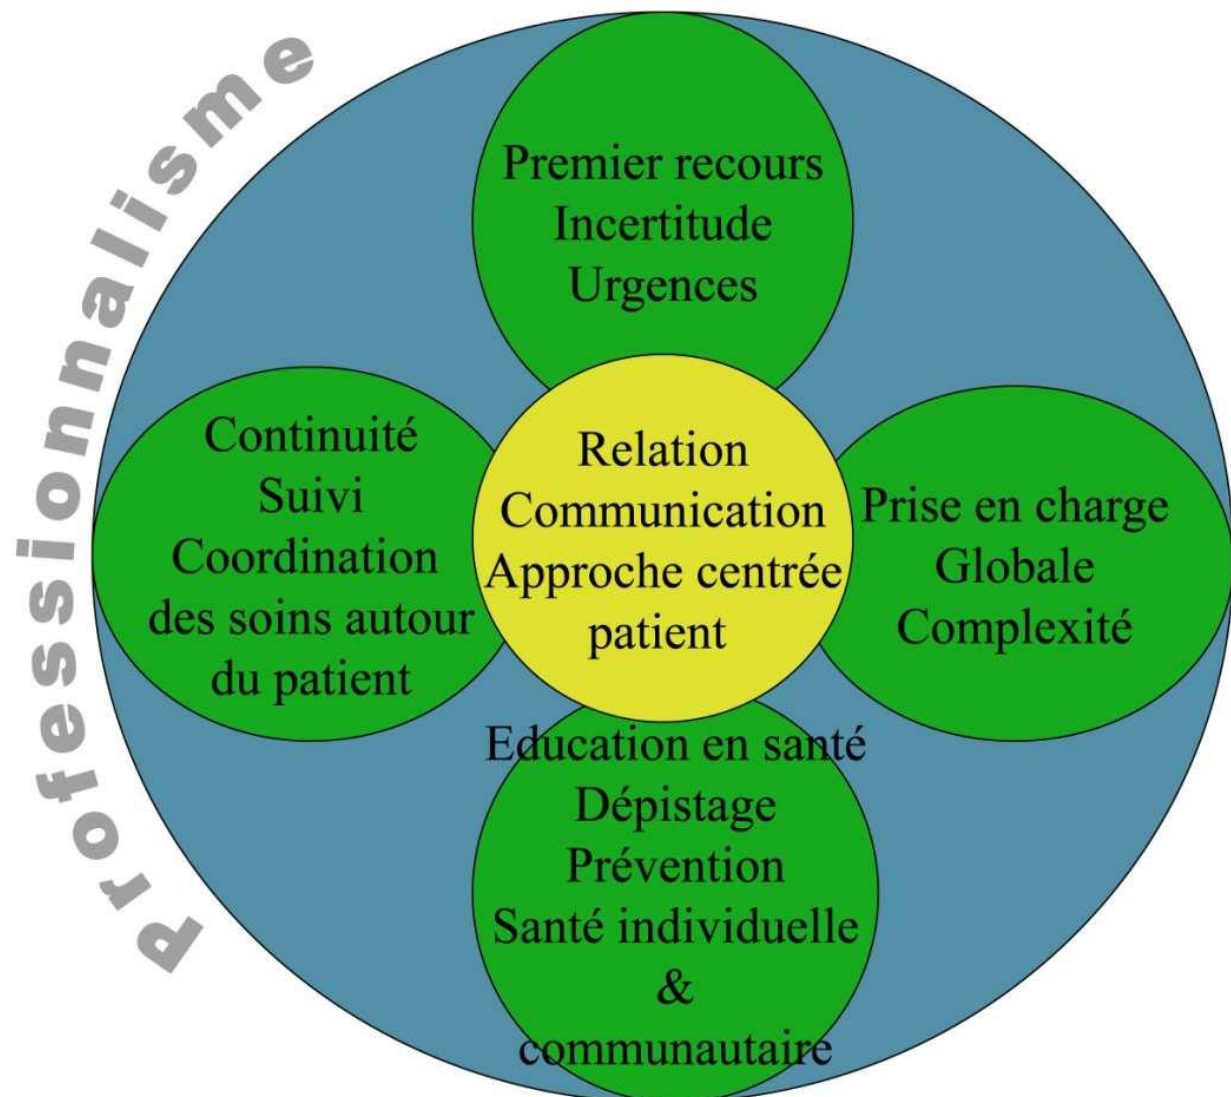 Professionnalisme
Premier recours
Incertitude
Urgences
Continuité
Suivi
Coordination
des soins autour
du patient
Relation
Communication
Approche centrée
patient
Prise en charge
Globale
Complexité
Education en santé
Dépistage
Prévention
Santé individuelle
&
communautaire